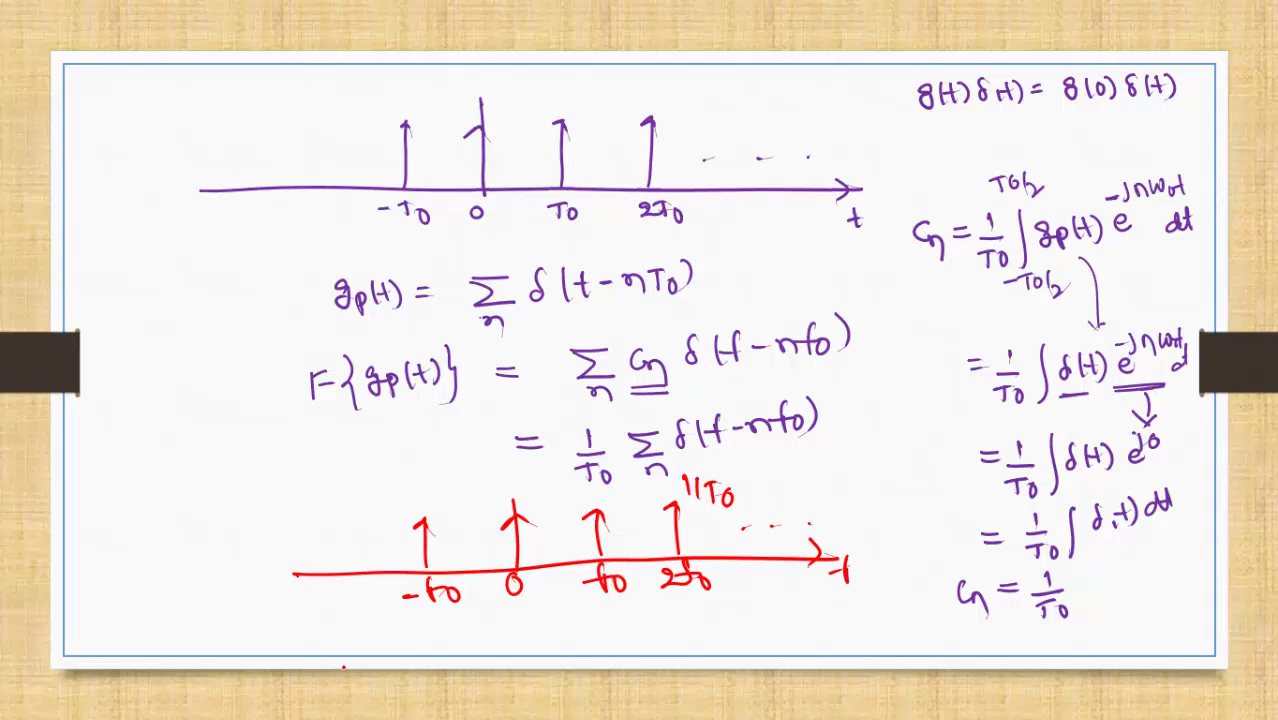 -T0 0 T0 2T0 . . . t
gp(t) = Σn δ(t-nT0)
F{gp(t)} = Σn Cn δ(f-nf0)
= 1/T0 Σn δ(f-nf0)
1/T0
-f0 0 f0 2f0 . . . f
g(t) δ(t) = g(0) δ(t)
Cn = 1/T0 ∫_{-T0/2}^{T0/2} gp(t) e^{-jnω0t} dt
= 1/T0 ∫ δ(t) e^{-jnω0t} dt
= 1/T0 ∫ δ(t) e^{j0}
= 1/T0 ∫ δ(t) dt
Cn = 1/T0